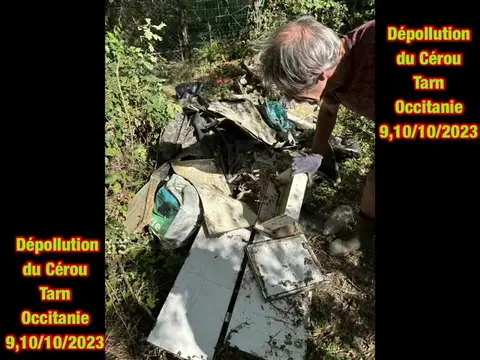 Dépollution
du Cérou
Tarn
Occitanie
9,10/10/2023
Dépollution
du Cérou
Tarn
Occitanie
9,10/10/2023